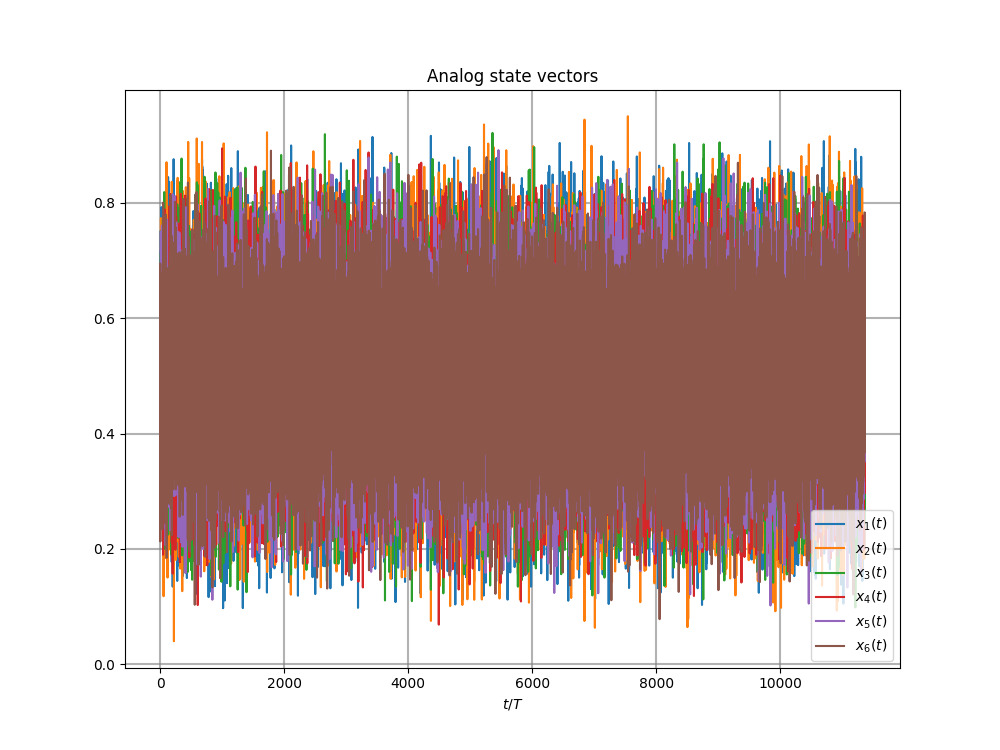 Analog state vectors
0.8
0.6
0.4
0.2
0.0
x₁(t)
x₂(t)
x₃(t)
x₄(t)
x₅(t)
x₆(t)
0 2000 4000 6000 8000 10000
t/T